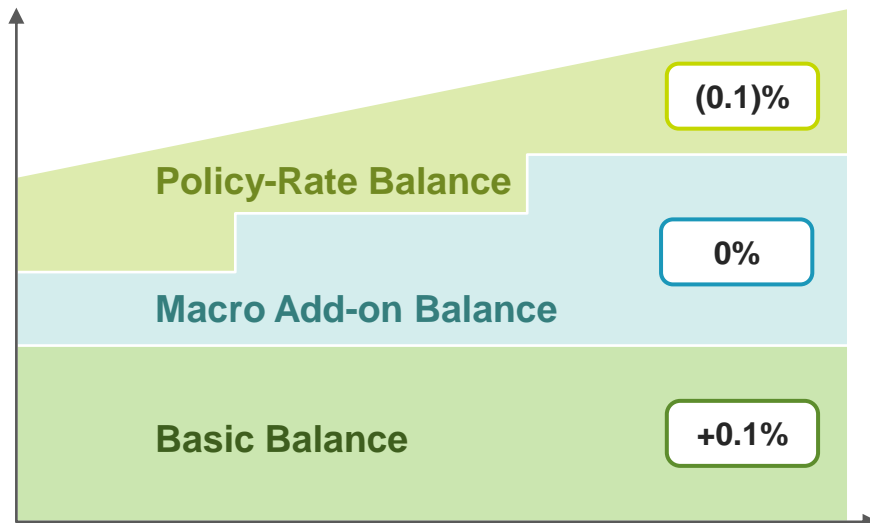 (0.1)%
Policy-Rate Balance
0%
Macro Add-on Balance
Basic Balance
+0.1%